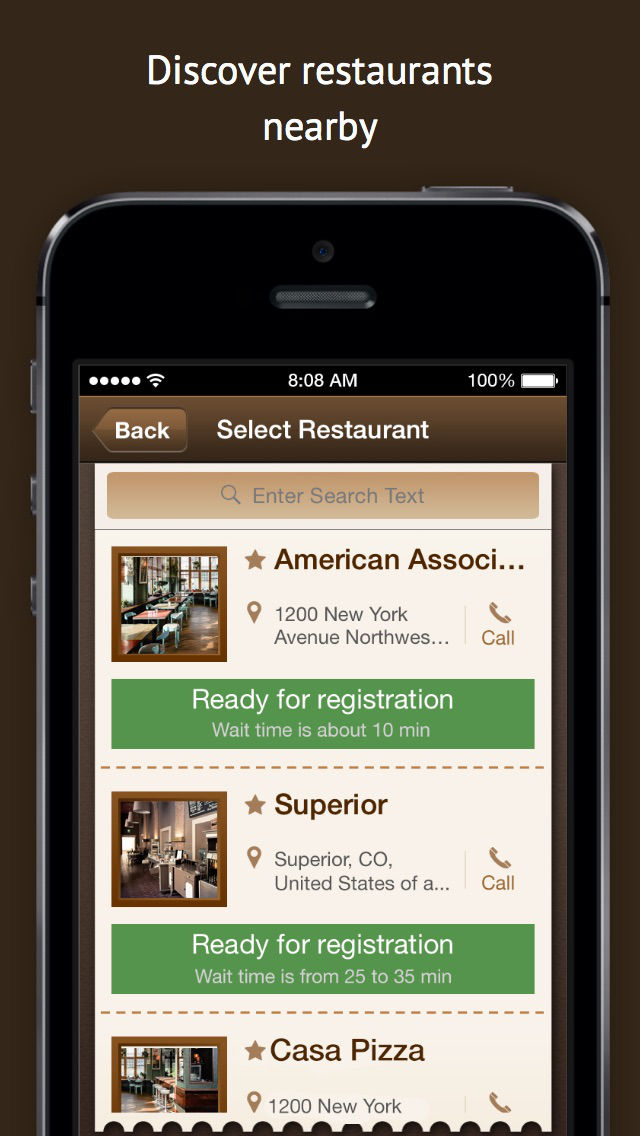 Discover restaurants
nearby
8:08 AM
100%
Back
Select Restaurant
Enter Search Text
American Associ...
1200 New York
Avenue Northwes...
Call
Ready for registration
Wait time is about 10 min
Superior
Superior, CO,
United States of a...
Call
Ready for registration
Wait time is from 25 to 35 min
Casa Pizza
1200 New York